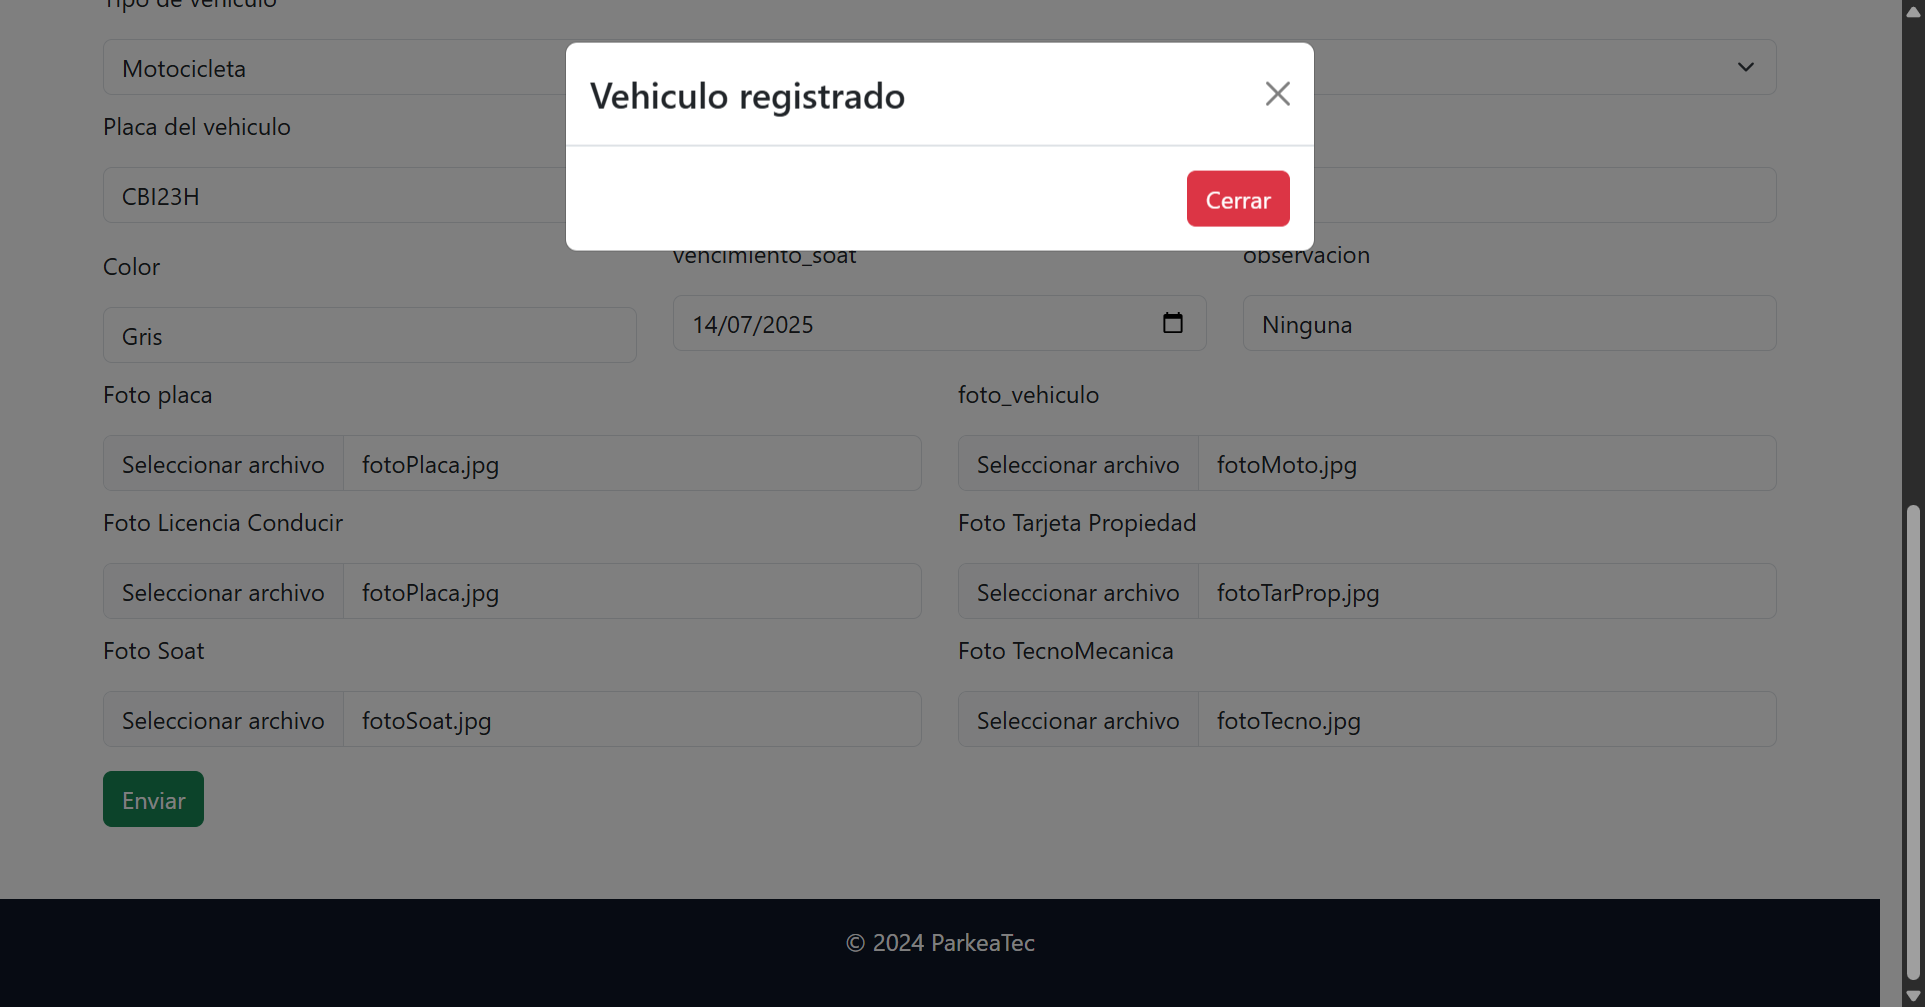 Tipo de vehiculo
Motocicleta
Vehiculo registrado
Cerrar
Placa del vehiculo
CBI23H
Color
vencimiento_soat
observacion
Gris
14/07/2025
Ninguna
Foto placa
foto_vehiculo
Seleccionar archivo fotoPlaca.jpg
Seleccionar archivo fotoMoto.jpg
Foto Licencia Conducir
Foto Tarjeta Propiedad
Seleccionar archivo fotoPlaca.jpg
Seleccionar archivo fotoTarProp.jpg
Foto Soat
Foto TecnoMecanica
Seleccionar archivo fotoSoat.jpg
Seleccionar archivo fotoTecno.jpg
Enviar
© 2024 ParkeaTec